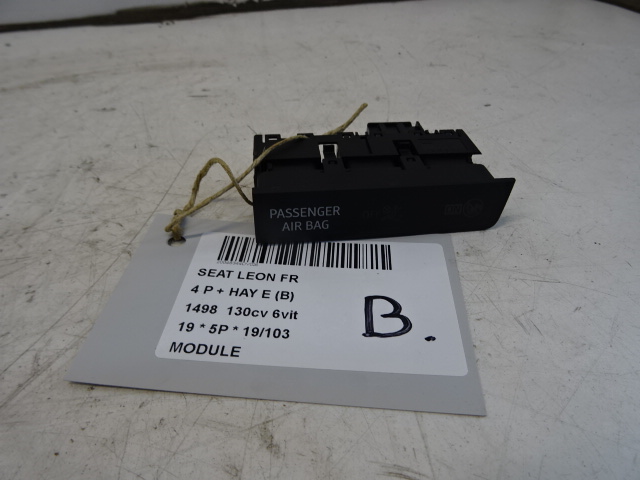 PASSENGER
AIR BAG
SEAT LEON FR
4 P + HAY E (B)
1498 130cv 6vit
19 * 5P * 19/103
MODULE
B.